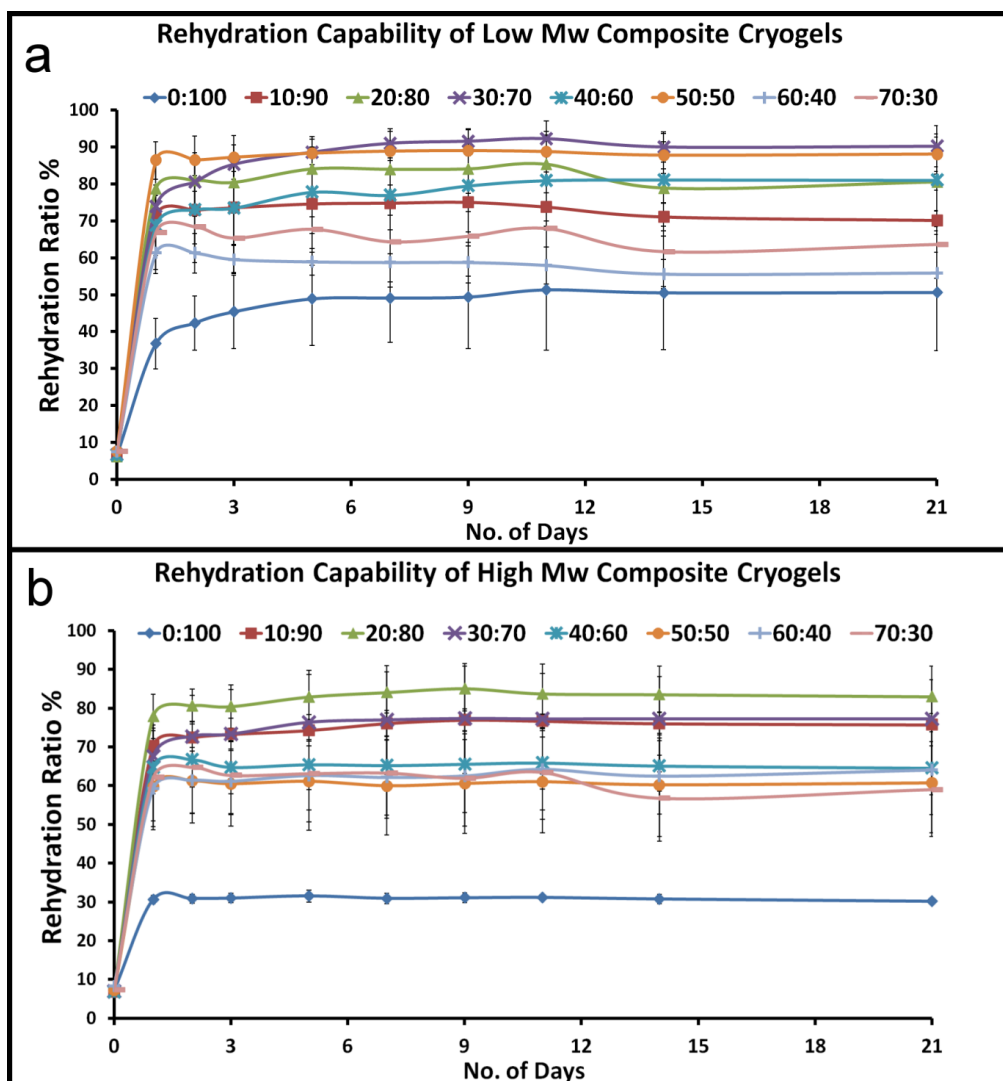 a
Rehydration Capability of Low Mw Composite Cryogels
0:100 10:90 20:80 30:70 40:60 50:50 60:40 70:30
Rehydration Ratio %
100
90
80
70
60
50
40
30
20
10
0
0 3 6 9 12 15 18 21
No. of Days
b
Rehydration Capability of High Mw Composite Cryogels
0:100 10:90 20:80 30:70 40:60 50:50 60:40 70:30
Rehydration Ratio %
100
90
80
70
60
50
40
30
20
10
0
0 3 6 9 12 15 18 21
No. of Days